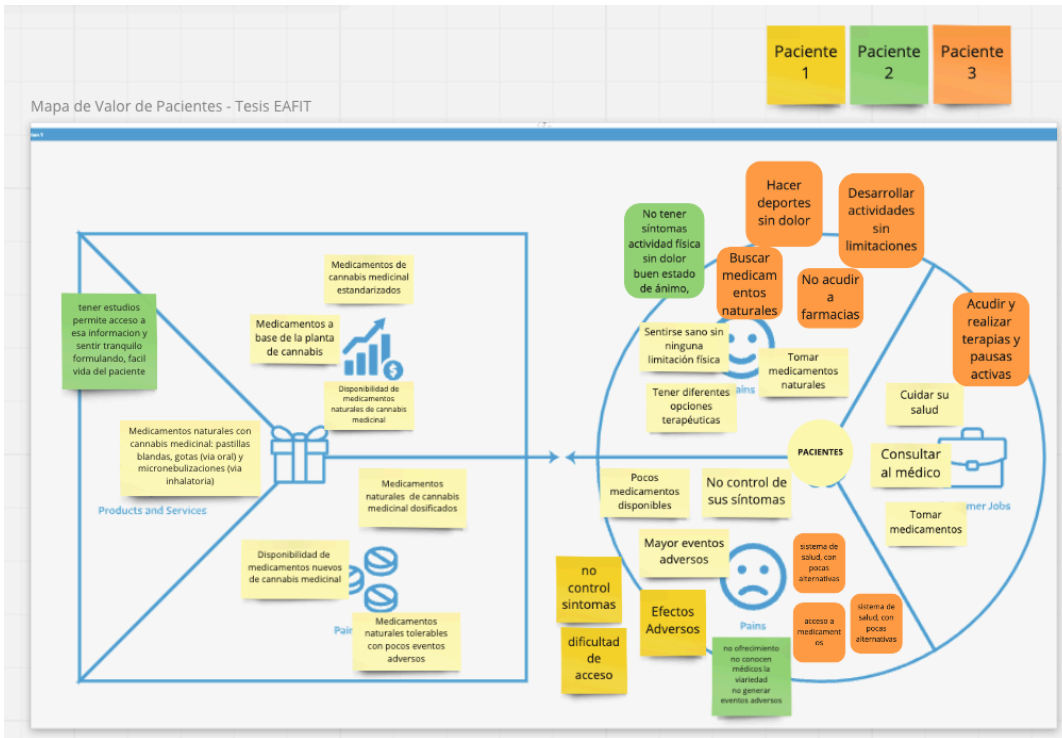 Paciente
1
Paciente
2
Paciente
3
Mapa de Valor de Pacientes - Tesis EAFIT
tener estudios
permite acceso a
esa informacion y
sentir tranquilo
formulando, facil
vida del paciente
Medicamentos de
cannabis medicinal
estandarizados
Medicamentos a
base de la planta
de cannabis
Disponibilidad de
medicamentos
naturales de cannabis
medicinal
Medicamentos naturales con
cannabis medicinal: pastillas
blandas, gotas (via oral) y
micronebulizaciones (via
inhalatoria)
Products and Services
Medicamentos
naturales de cannabis
medicinal dosificados
Disponibilidad de
medicamentos nuevos
de cannabis medicinal
Medicamentos
naturales tolerables
con pocos eventos
adversos
No tener
síntomas
actividad física
sin dolor
buen estado
de ánimo,
Hacer
deportes
sin dolor
Desarrollar
actividades
sin
limitaciones
Buscar
medicam
entos
naturales
No acudir
a
farmacias
Sentirse sano sin
ninguna
limitación física
Tomar
medicamentos
naturales
Tener diferentes
opciones
terapéuticas
Acudir y
realizar
terapias y
pausas
activas
Cuidar su
salud
Consultar
al médico
Tomar
medicamentos
PACIENTES
Pocos
medicamentos
disponibles
No control de
sus síntomas
Mayor eventos
adversos
no
control
sintomas
Efectos
Adversos
dificultad
de
acceso
Pains
sistema de
salud, con
pocas
alternativas
acceso a
medicament
os
sistema de
salud, con
pocas
alternativas
no ofrecimiento
no conocen
médicos la
viariedad
no generar
eventos adversos